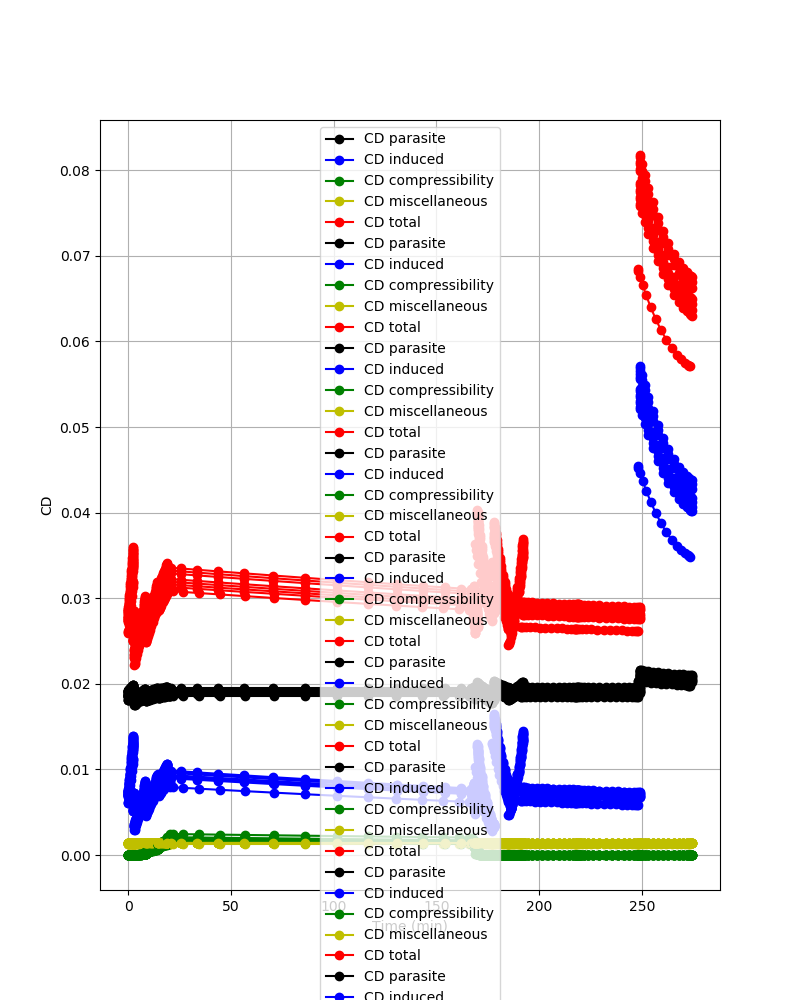 CD parasite
CD induced
CD compressibility
CD miscellaneous
CD total
CD parasite
CD induced
CD compressibility
CD miscellaneous
CD total
CD parasite
CD induced
CD compressibility
CD miscellaneous
CD total
CD parasite
CD induced
CD compressibility
CD miscellaneous
CD total
CD parasite
CD induced
CD compressibility
CD miscellaneous
CD total
CD parasite
CD induced
CD compressibility
CD miscellaneous
CD total
CD parasite
CD induced
CD compressibility
CD miscellaneous
CD total
CD parasite
CD induced
CD compressibility
CD miscellaneous
CD total
CD parasite
CD induced
0.08
0.07
0.06
0.05
0.04
0.03
0.02
0.01
0.00
CD
0 50 100 150 200 250
Time (min)